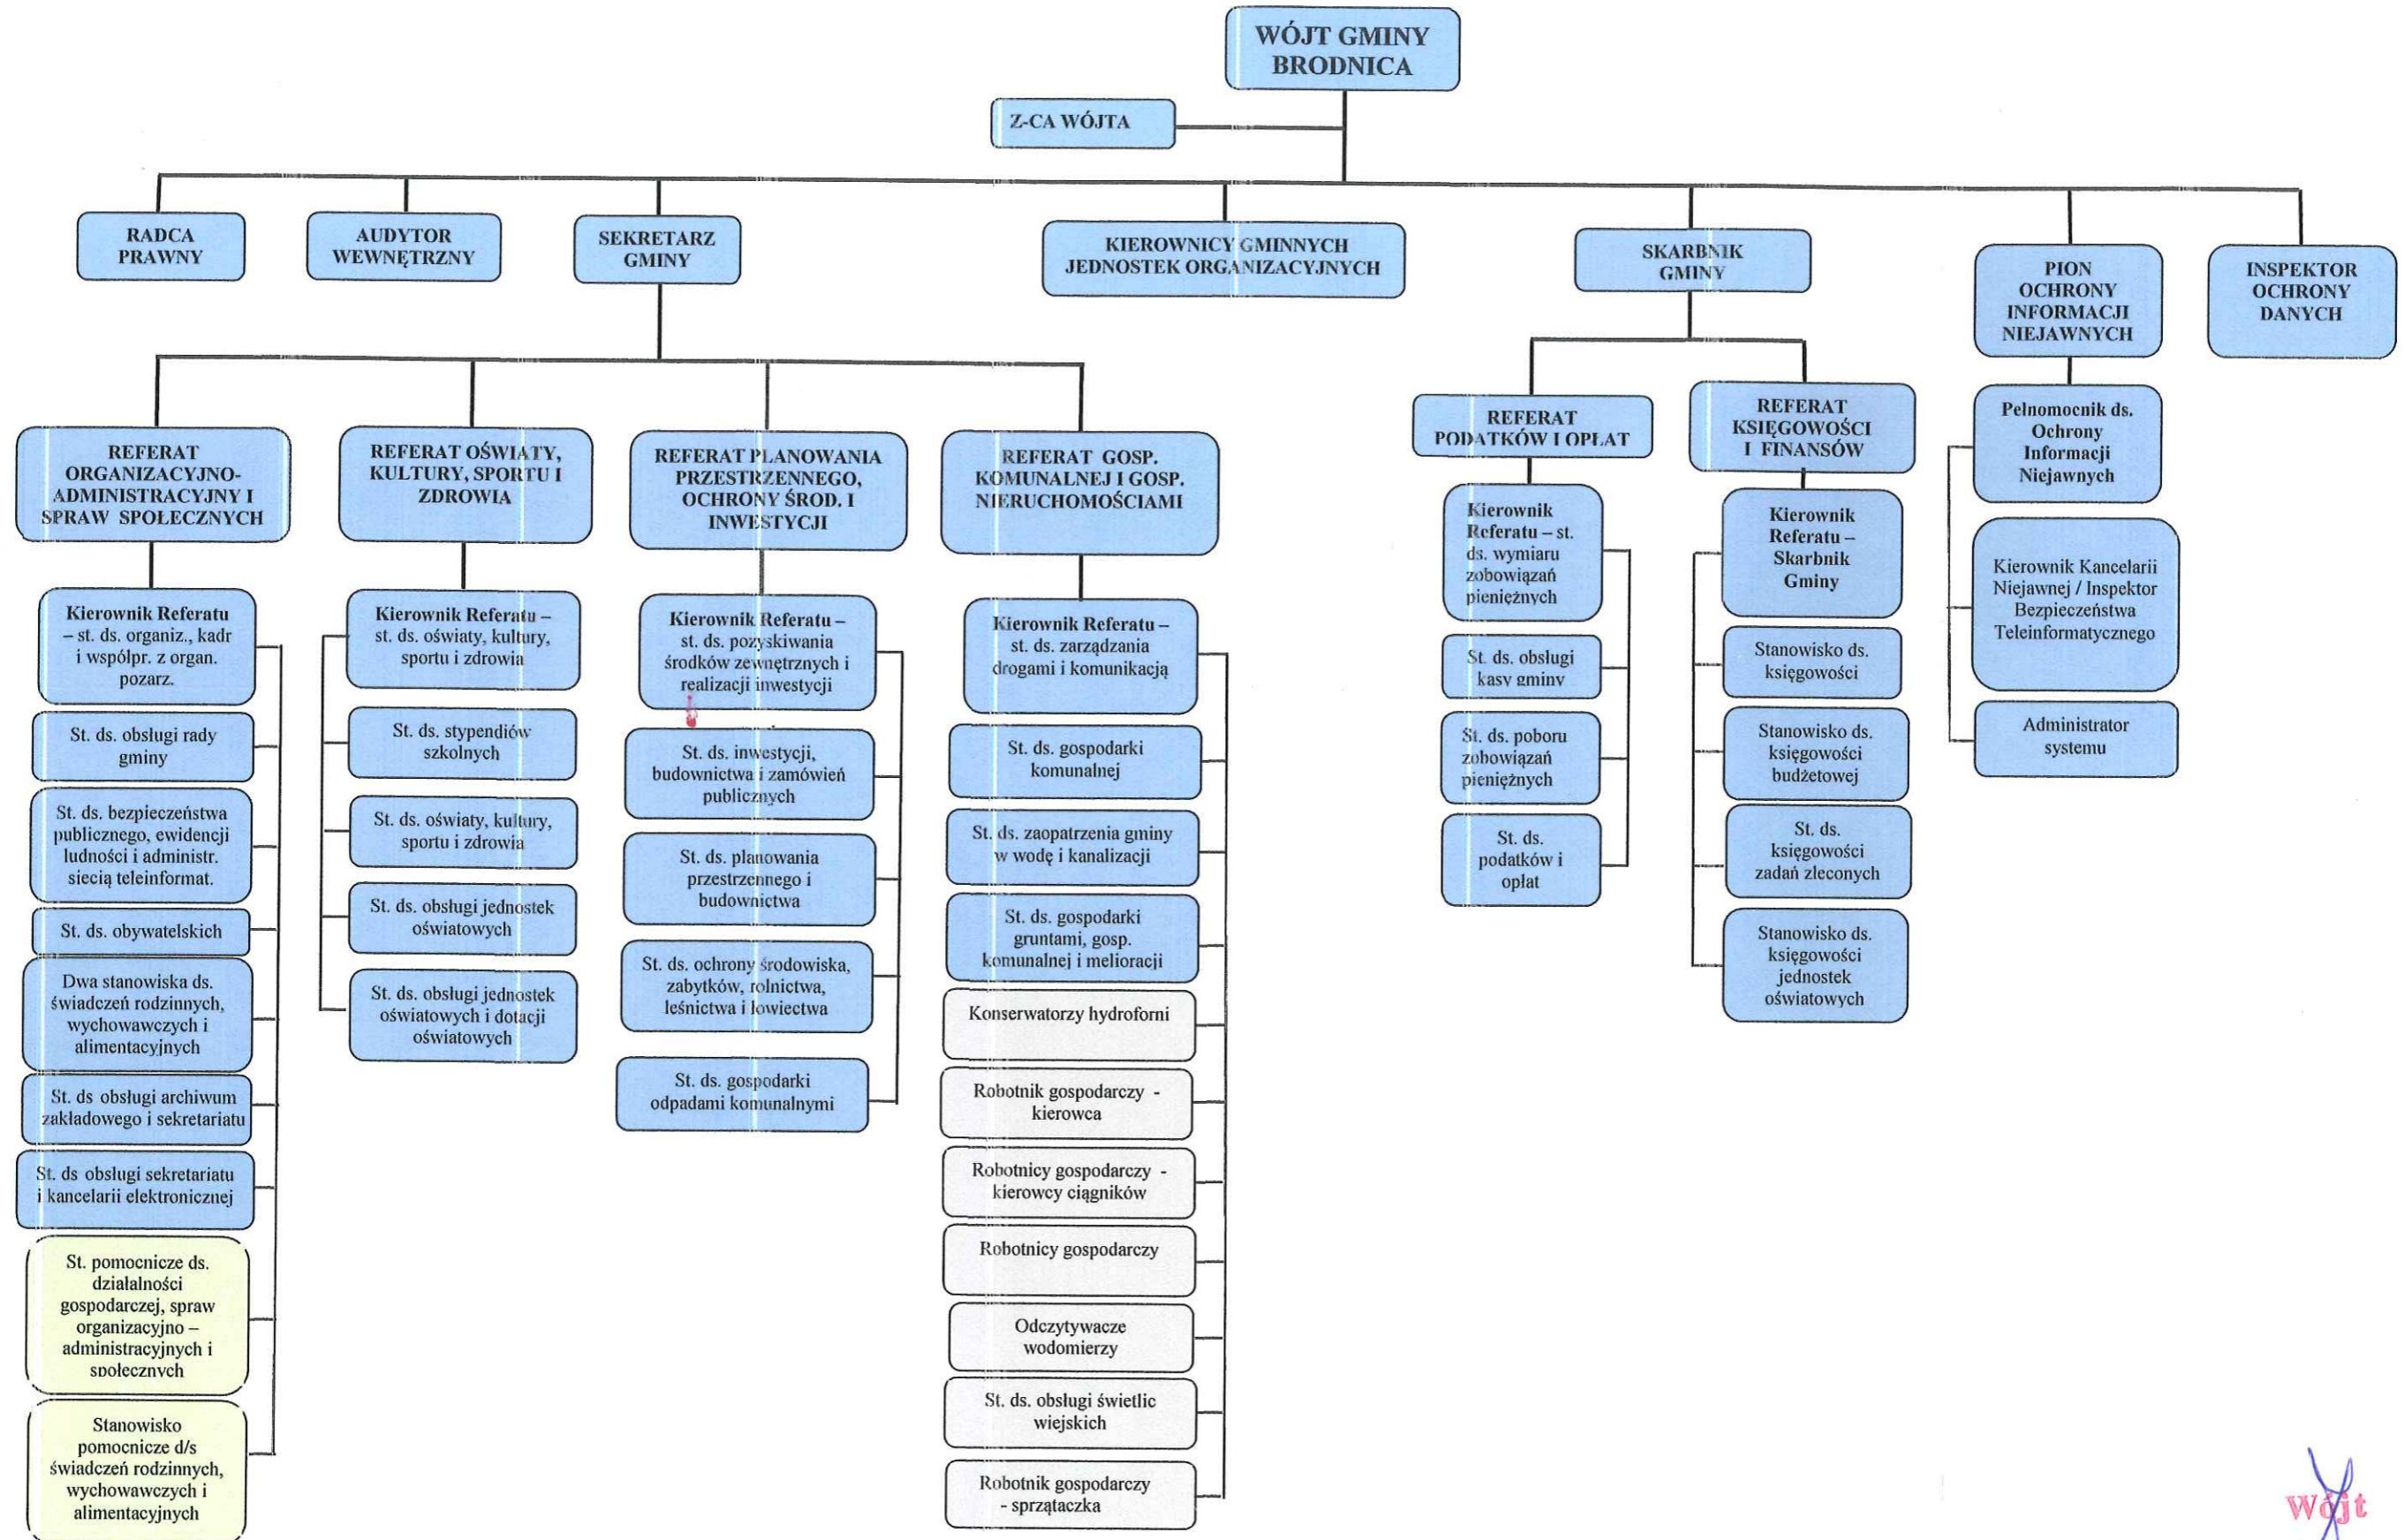 WÓJT GMINY
BRODNICA
Z-CA WÓJTA
RADCA
PRAWNY
AUDYTOR
WEWNĘTRZNY
SEKRETARZ
GMINY
KIEROWNICY GMINNYCH
JEDNOSTEK ORGANIZACYJNYCH
SKARBNIK
GMINY
PION
OCHRONY
INFORMACJI
NIEJAWNYCH
INSPEKTOR
OCHRONY
DANYCH
REFERAT
ORGANIZACYJNO-
ADMINISTRACYJNY I
SPRAW SPOŁECZNYCH
Kierownik Referatu
– st. ds. organiz., kadr
i współpr. z organ.
pozarz.
St. ds. obsługi rady
gminy
St. ds. bezpieczeństwa
publicznego, ewidencji
ludności i administr.
siecią teleinformat.
St. ds. obywatelskich
Dwa stanowiska ds.
świadczeń rodzinnych,
wychowawczych i
alimentacyjnych
St. ds obsługi archiwum
zakładowego i sekretariatu
St. ds obsługi sekretariatu
i kancelarii elektronicznej
St. pomocnicze ds.
działalności
gospodarczej, spraw
organizacyjno –
administracyjnych i
społecznych
Stanowisko
pomocnicze d/s
świadczeń rodzinnych,
wychowawczych i
alimentacyjnych
REFERAT OŚWIATY,
KULTURY, SPORTU I
ZDROWIA
Kierownik Referatu –
st. ds. oświaty, kultury,
sportu i zdrowia
St. ds. stypendiów
szkolnych
St. ds. oświaty, kultury,
sportu i zdrowia
St. ds. obsługi jednostek
oświatowych
St. ds. obsługi jednostek
oświatowych i dotacji
oświatowych
REFERAT PLANOWANIA
PRZESTRZENNEGO,
OCHRONY ŚROD. I
INWESTYCJI
Kierownik Referatu –
st. ds. pozyskiwania
środków zewnętrznych i
realizacji inwestycji
St. ds. inwestycji,
budownictwa i zamówień
publicznych
St. ds. planowania
przestrzennego i
budownictwa
St. ds. ochrony środowiska,
zabytków, rolnictwa,
leśnictwa i łowiectwa
St. ds. gospodarki
odpadami komunalnymi
REFERAT GOSP.
KOMUNALNEJ I GOSP.
NIERUCHOMOŚCIAMI
Kierownik Referatu –
st. ds. zarządzania
drogami i komunikacją
St. ds. gospodarki
komunalnej
St. ds. zaopatrzenia gminy
w wodę i kanalizacji
St. ds. gospodarki
gruntami, gosp.
komunalnej i melioracji
Konserwatorzy hydroforni
Robotnik gospodarczy -
kierowca
Robotnicy gospodarczy -
kierowcy ciągników
Robotnicy gospodarczy
Odczytywacze
wodomierzy
St. ds. obsługi świetlic
wiejskich
Robotnik gospodarczy
- sprzątaczka
REFERAT
PODATKÓW I OPŁAT
Kierownik
Referatu – st.
ds. wymiaru
zobowiązań
pieniężnych
St. ds. obsługi
kasy gminy
St. ds. poboru
zobowiązań
pieniężnych
St. ds.
podatków i
opłat
REFERAT
KSIĘGOWOŚCI
I FINANSÓW
Kierownik
Referatu –
Skarbnik
Gminy
Stanowisko ds.
księgowości
Stanowisko ds.
księgowości
budżetowej
St. ds.
księgowości
zadań zleconych
Stanowisko ds.
księgowości
jednostek
oświatowych
Pełnomocnik ds.
Ochrony
Informacji
Niejawnych
Kierownik Kancelarii
Niejawnej / Inspektor
Bezpieczeństwa
Teleinformatycznego
Administrator
systemu
Wójt